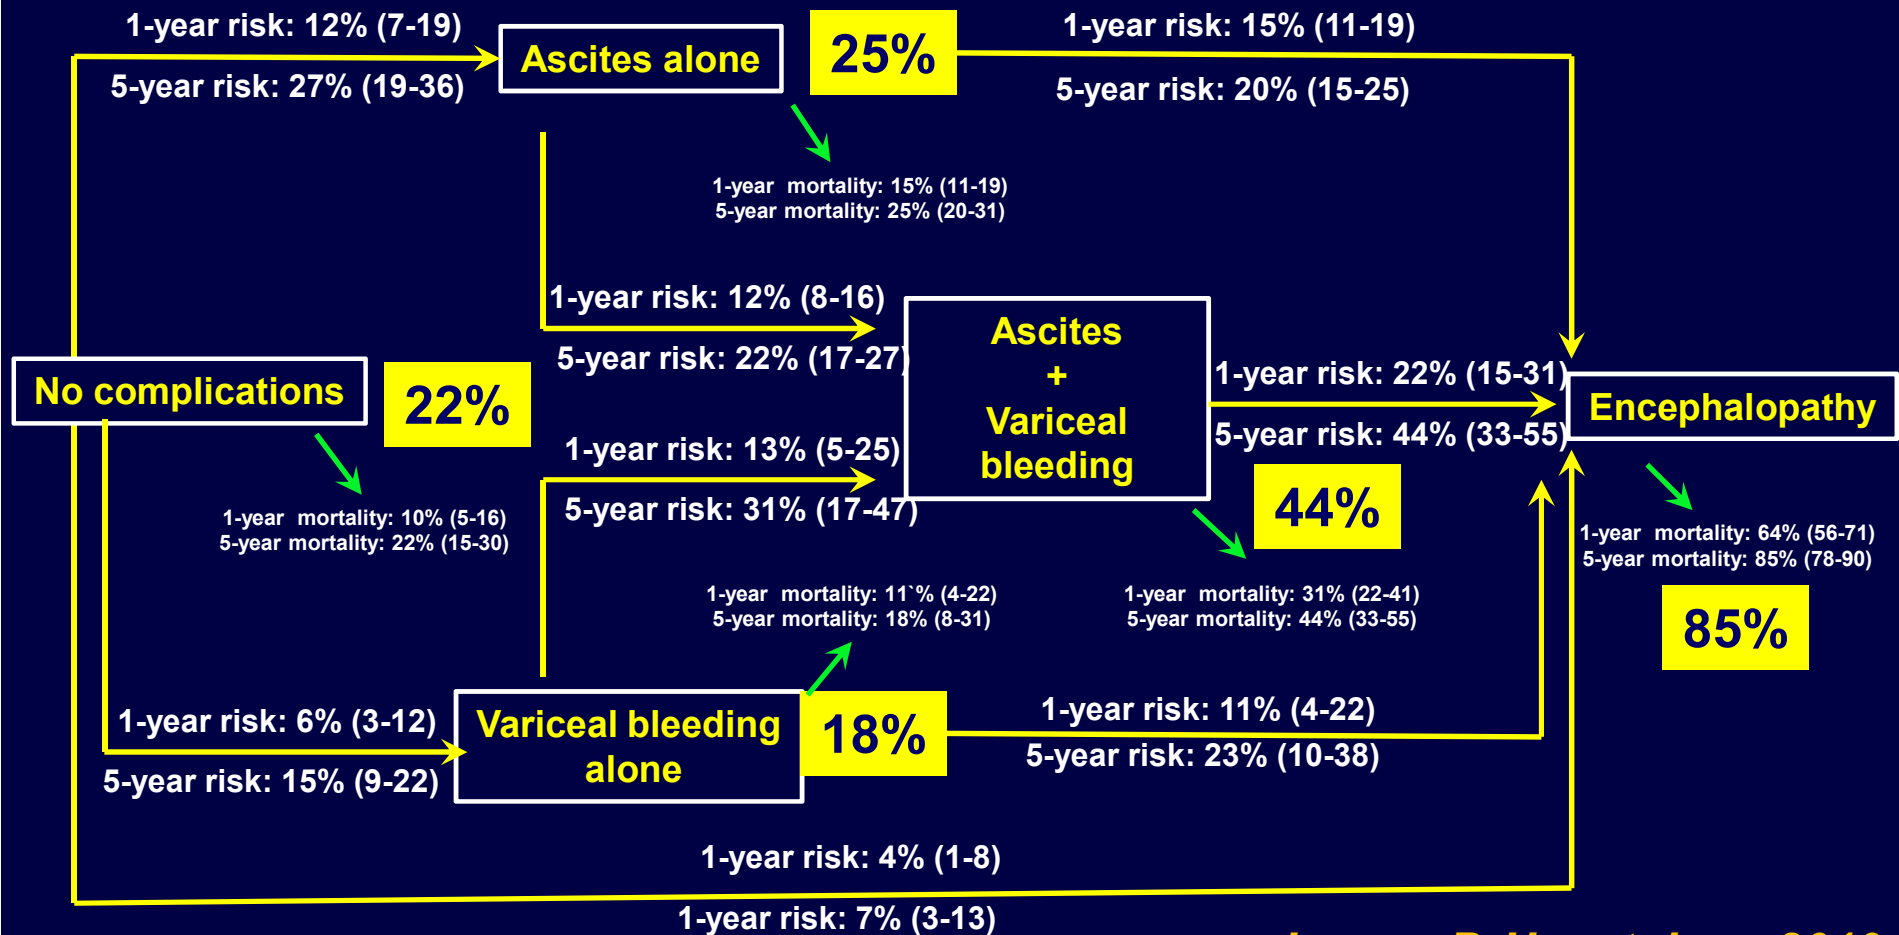 1-year risk: 12% (7-19)
5-year risk: 27% (19-36)
Ascites alone
25%
1-year risk: 15% (11-19)
5-year risk: 20% (15-25)
1-year mortality: 15% (11-19)
5-year mortality: 25% (20-31)
1-year risk: 12% (8-16)
5-year risk: 22% (17-27)
No complications
22%
1-year mortality: 10% (5-16)
5-year mortality: 22% (15-30)
1-year risk: 13% (5-25)
5-year risk: 31% (17-47)
Ascites
+
Variceal
bleeding
44%
1-year risk: 22% (15-31)
5-year risk: 44% (33-55)
Encephalopathy
1-year mortality: 64% (56-71)
5-year mortality: 85% (78-90)
85%
1-year mortality: 11`% (4-22)
5-year mortality: 18% (8-31)
1-year mortality: 31% (22-41)
5-year mortality: 44% (33-55)
1-year risk: 6% (3-12)
5-year risk: 15% (9-22)
Variceal bleeding
alone
18%
1-year risk: 11% (4-22)
5-year risk: 23% (10-38)
1-year risk: 4% (1-8)
1-year risk: 7% (3-13)